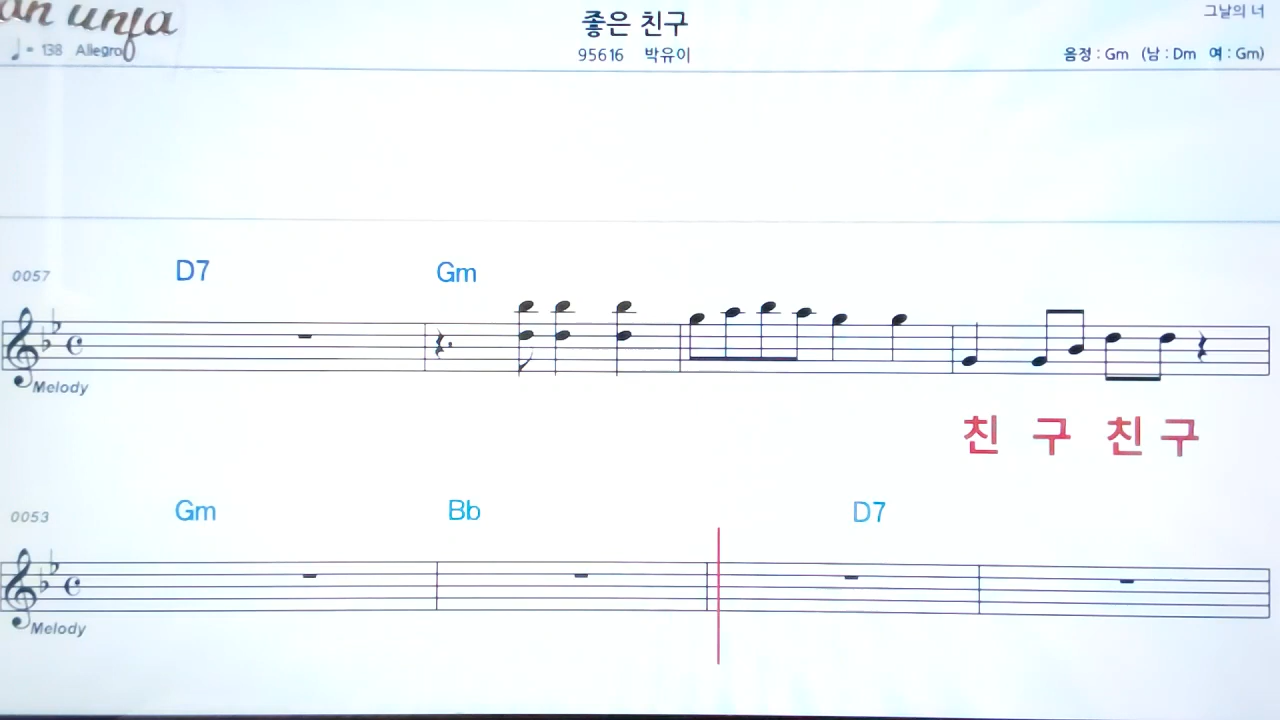 좋은 친구
그날의 너
♩ = 138 Allegro
95616 박유이
음정 : Gm (남 : Dm 여 : Gm)
0057 D7 Gm
Melody
친 구 친 구
0053 Gm Bb D7
Melody